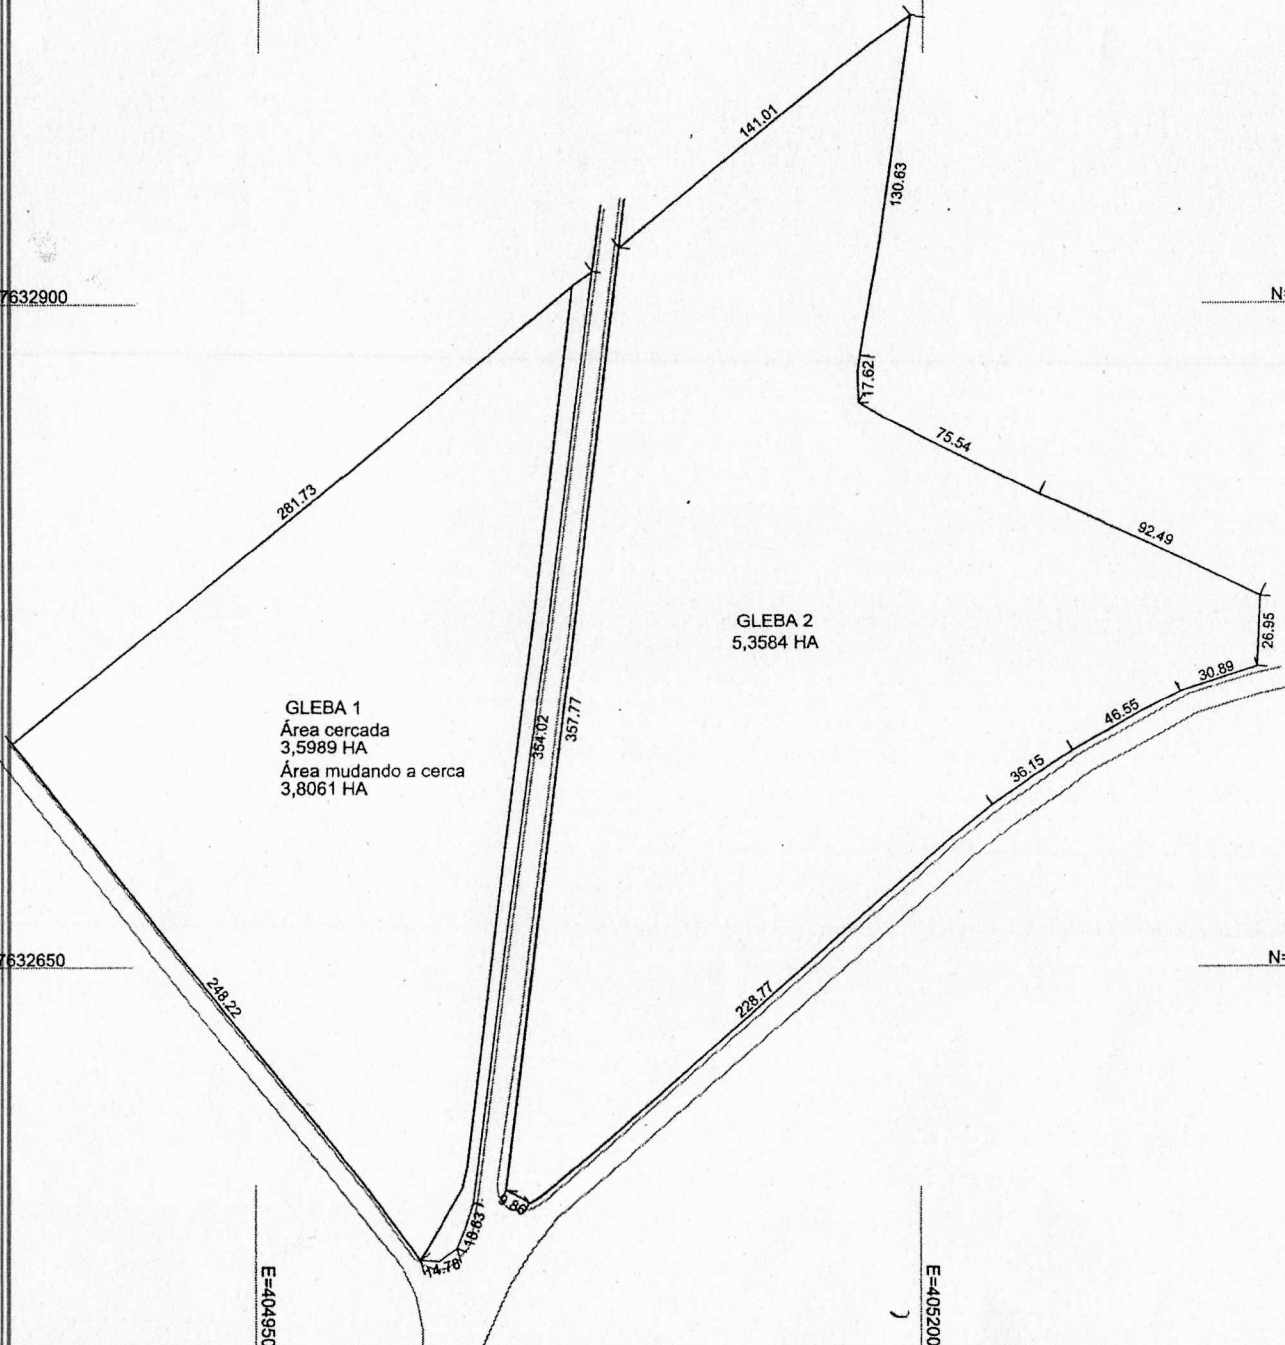 141.01
130.63
7632900
N=
17.62
75.54
281.73
92.49
GLEBA 2
5,3584 HA
26.95
30.89
GLEBA 1
Área cercada
3,5989 HA
Área mudando a cerca
3,8061 HA
354.02
357.77
46.55
36.15
7632650
N=
248.22
228.77
9.86
18.63
14.78
E=404950
E=405200